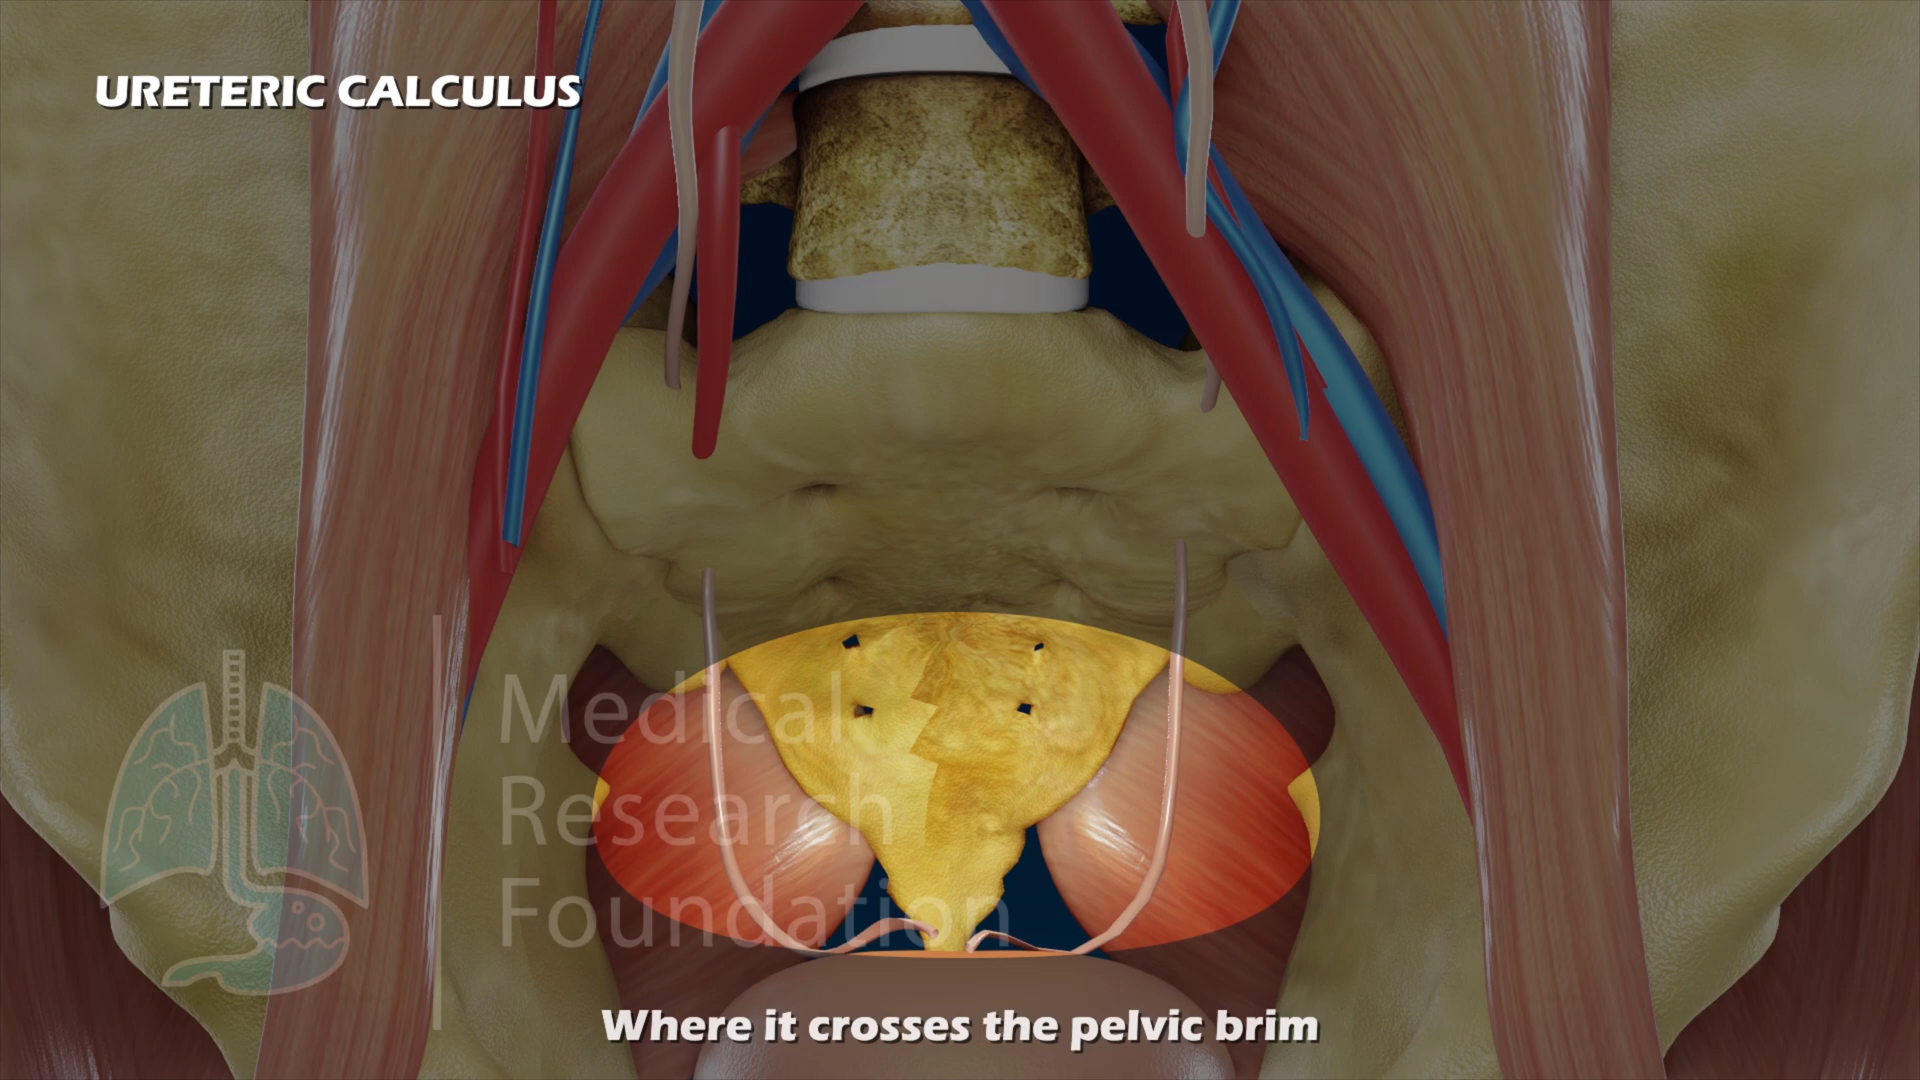 URETERIC CALCULUS
Medical
Research
Foundation
Where it crosses the pelvic brim